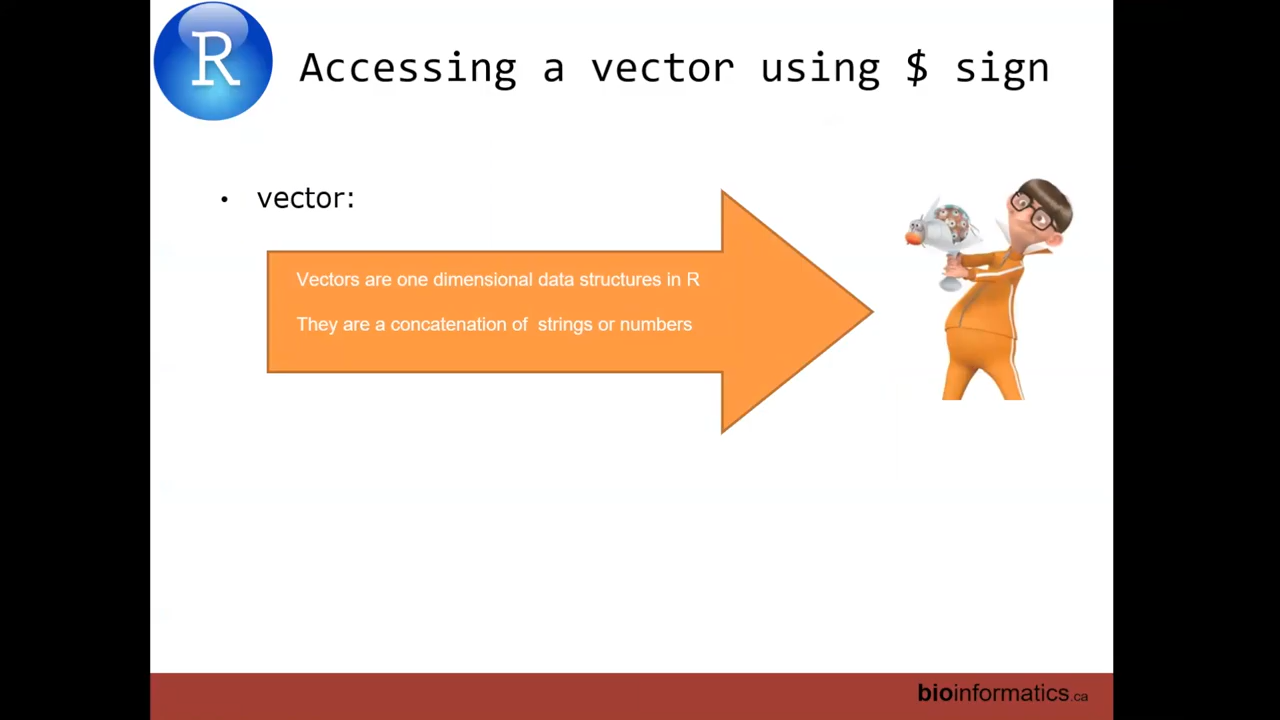 R
Accessing a vector using $ sign
• vector:
Vectors are one dimensional data structures in R
They are a concatenation of  strings or numbers
bioinformatics.ca